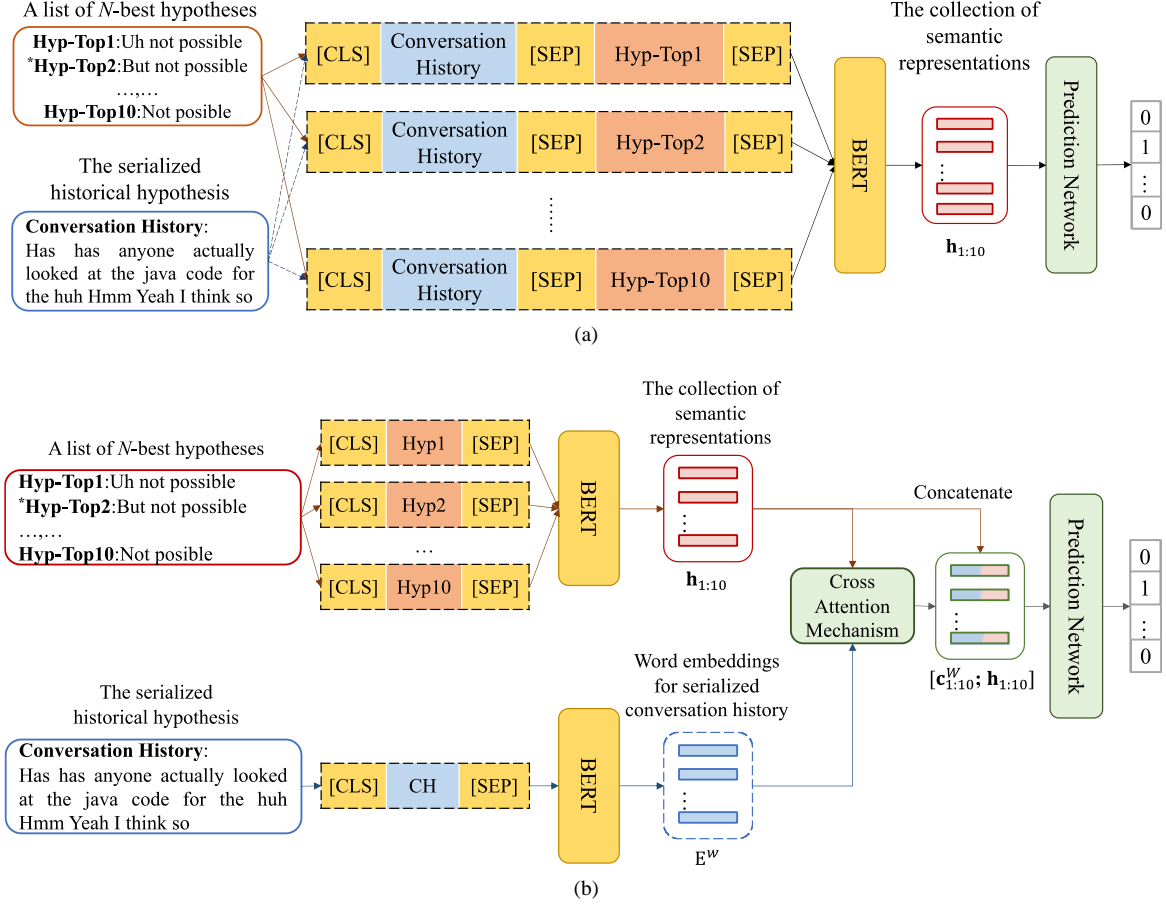 A list of N-best hypotheses
Hyp-Top1:Uh not possible
*Hyp-Top2:But not possible
...,...
Hyp-Top10:Not posible
The serialized
historical hypothesis
Conversation History:
Has has anyone actually
looked at the java code for
the huh Hmm Yeah I think so
[CLS] Conversation History [SEP] Hyp-Top1 [SEP]
[CLS] Conversation History [SEP] Hyp-Top2 [SEP]
......
[CLS] Conversation History [SEP] Hyp-Top10 [SEP]
BERT
The collection of
semantic
representations
...
h1:10
Prediction Network
0
1
...
0
(a)
A list of N-best hypotheses
Hyp-Top1:Uh not possible
*Hyp-Top2:But not possible
...,...
Hyp-Top10:Not posible
[CLS] Hyp1 [SEP]
[CLS] Hyp2 [SEP]
...
[CLS] Hyp10 [SEP]
BERT
The collection of
semantic
representations
...
h1:10
The serialized
historical hypothesis
Conversation History:
Has has anyone actually looked
at the java code for the huh
Hmm Yeah I think so
[CLS] CH [SEP]
BERT
Word embeddings
for serialized
conversation history
...
E^w
Cross
Attention
Mechanism
Concatenate
...
[c^W_1:10; h1:10]
Prediction Network
0
1
...
0
(b)